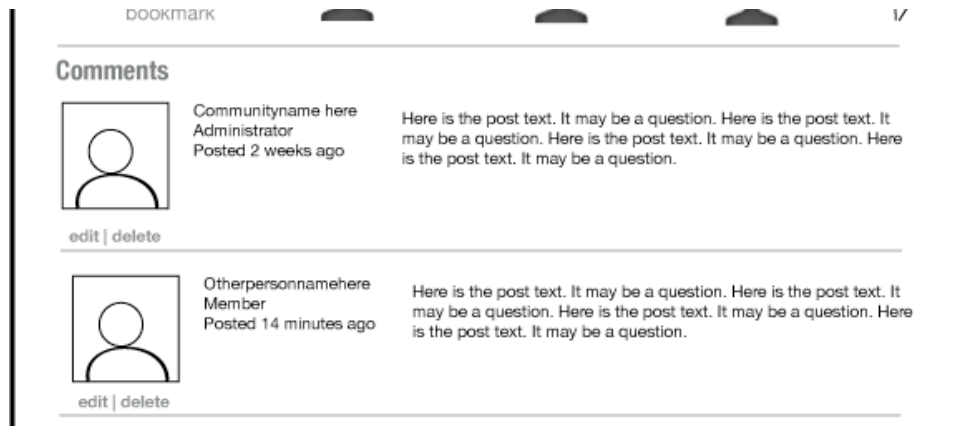 bookmark
Comments
Communityname here
Administrator
Posted 2 weeks ago
Here is the post text. It may be a question. Here is the post text. It
may be a question. Here is the post text. It may be a question. Here
is the post text. It may be a question.
edit | delete
Otherpersonnamehere
Member
Posted 14 minutes ago
Here is the post text. It may be a question. Here is the post text. It
may be a question. Here is the post text. It may be a question. Here
is the post text. It may be a question.
edit | delete